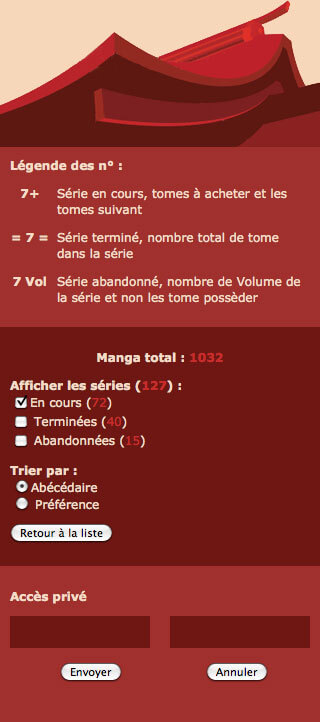 Légende des n° :
7+ Série en cours, tomes à acheter et les
tomes suivant
= 7 = Série terminé, nombre total de tome
dans la série
7 Vol Série abandonné, nombre de Volume de
la série et non les tome possèder
Manga total : 1032
Afficher les séries (127) :
En cours (72)
Terminées (40)
Abandonnées (15)
Trier par :
Abécédaire
Préférence
Retour à la liste
Accès privé
Envoyer Annuler